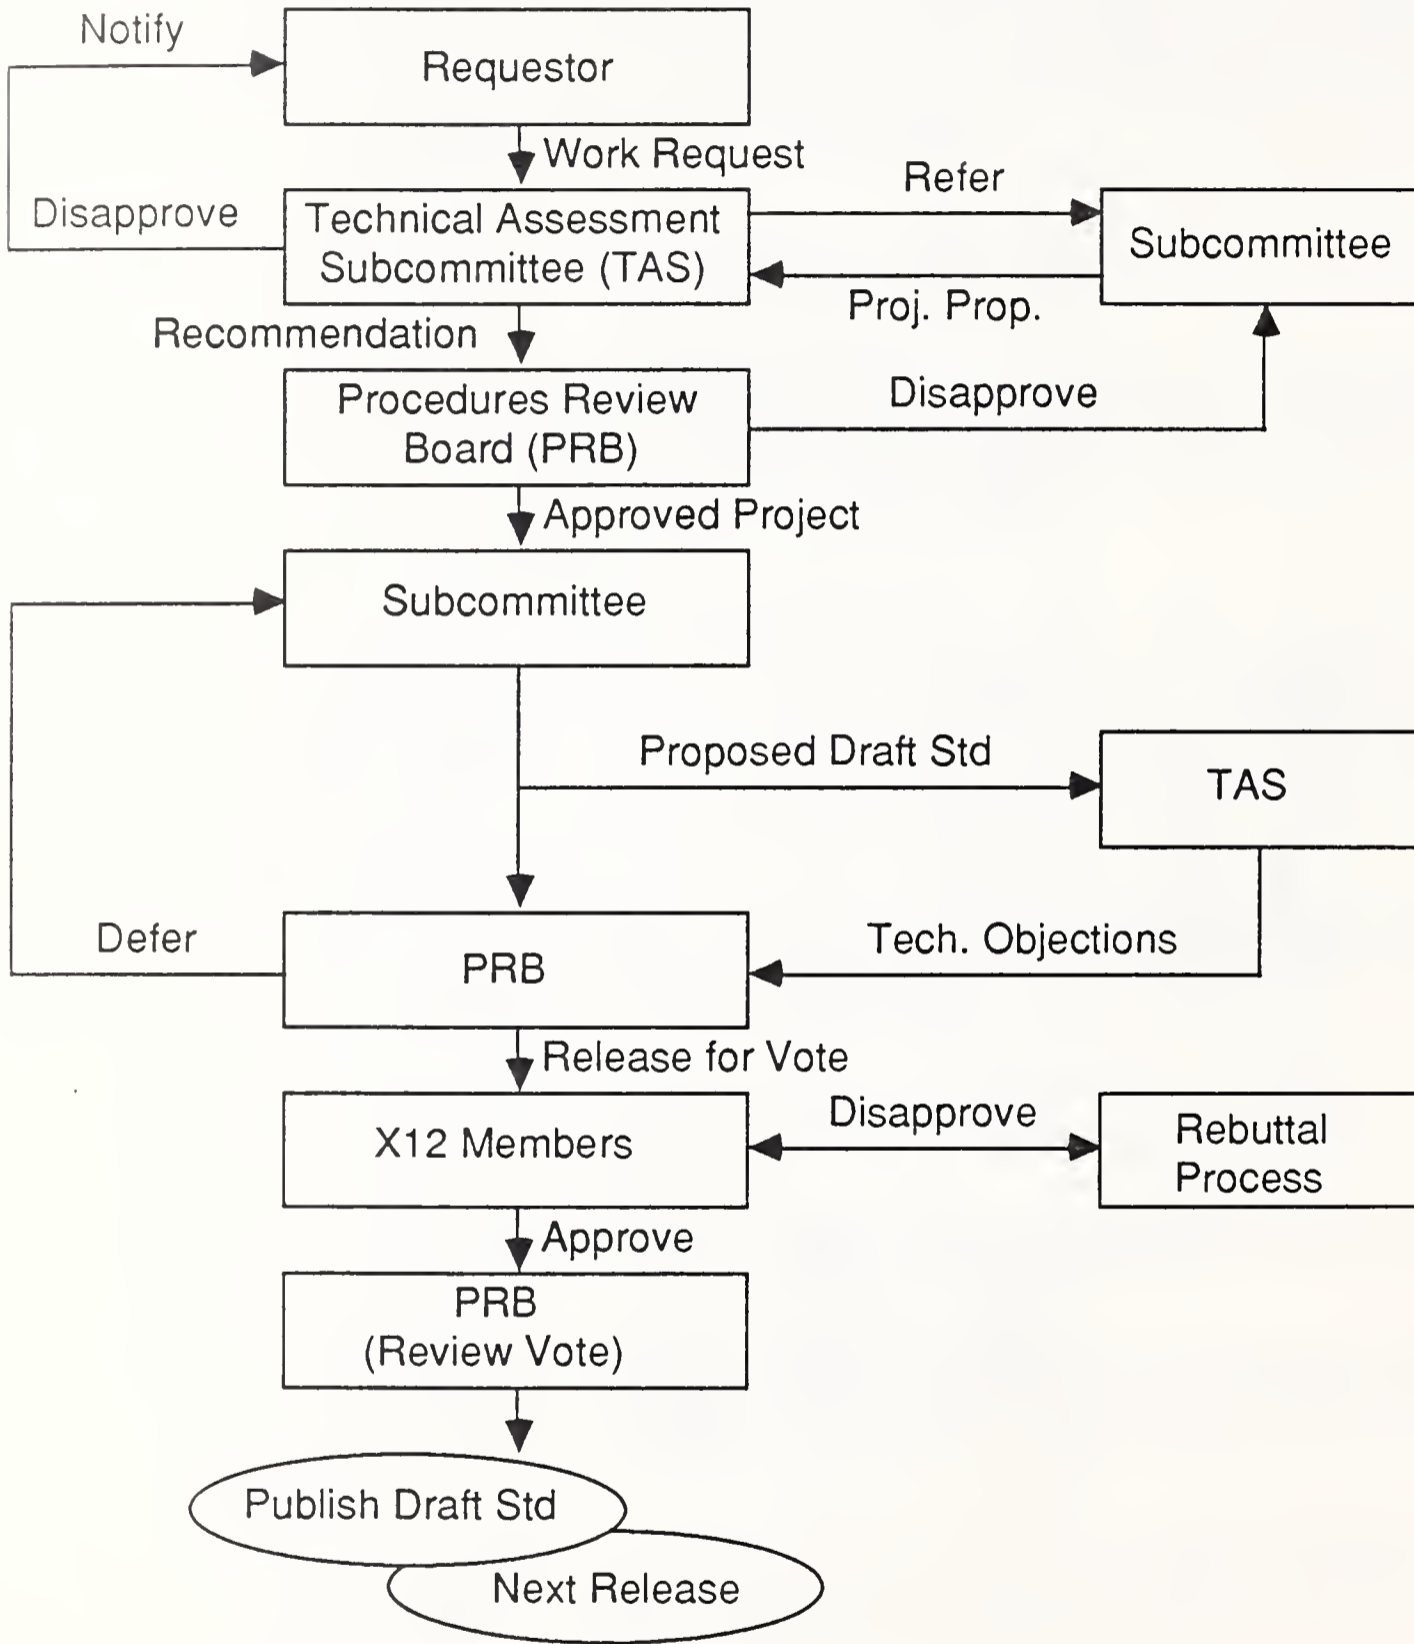 Notify
Requestor
Work Request
Refer
Disapprove
Technical Assessment
Subcommittee (TAS)
Subcommittee
Proj. Prop.
Recommendation
Procedures Review
Board (PRB)
Disapprove
Approved Project
Subcommittee
Proposed Draft Std
TAS
Defer
PRB
Tech. Objections
Release for Vote
X12 Members
Disapprove
Rebuttal
Process
Approve
PRB
(Review Vote)
Publish Draft Std
Next Release